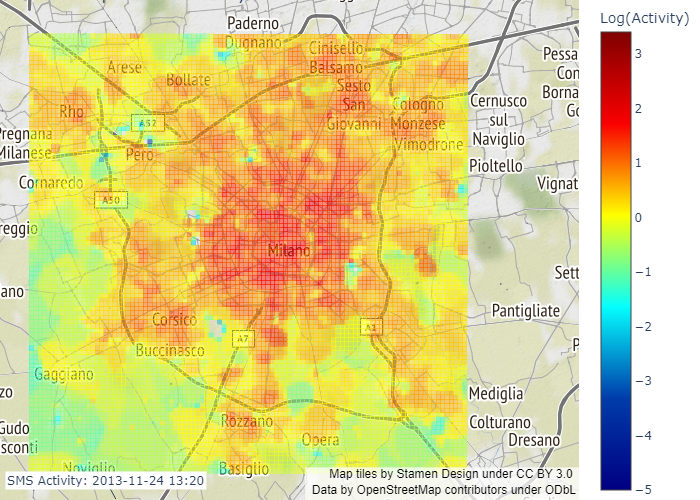 Paderno
Dugnano
Cinisello
Balsamo
Arese
Bollate
Sesto
San
Giovanni
Rho
Cologno
Monzese
Vimodrone
Cernusco
sul
Naviglio
Pessa
Con
Borna
Go
A52
Pregnana
Milanese
Pero
Pioltello
Cornaredo
Vignat
A50
reggio
Milano
Sett
ano
Pantigliate
Corsico
A1
A7
Buccinasco
P
Gaggiano
zo
Mediglia
Rozzano
Colturano
Gudo
sconti
Opera
Dresano
Noviglio
Basiglio
SMS Activity: 2013-11-24 13:20
Map tiles by Stamen Design under CC BY 3.0
Data by OpenStreetMap contributors under ODbL
Log(Activity)
3
2
1
0
−1
−2
−3
−4
−5